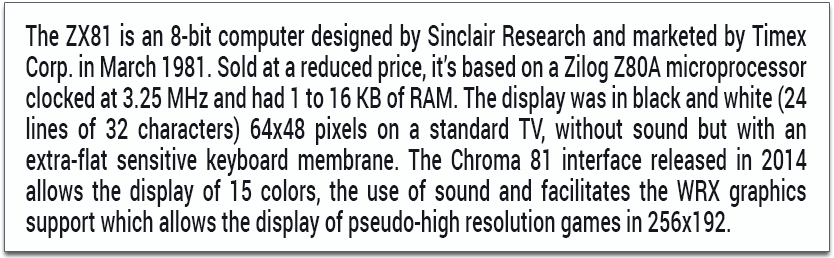 The ZX81 is an 8-bit computer designed by Sinclair Research and marketed by Timex
Corp. in March 1981. Sold at a reduced price, it's based on a Zilog Z80A microprocessor
clocked at 3.25 MHz and had 1 to 16 KB of RAM. The display was in black and white (24
lines of 32 characters) 64x48 pixels on a standard TV, without sound but with an
extra-flat sensitive keyboard membrane. The Chroma 81 interface released in 2014
allows the display of 15 colors, the use of sound and facilitates the WRX graphics
support which allows the display of pseudo-high resolution games in 256x192.